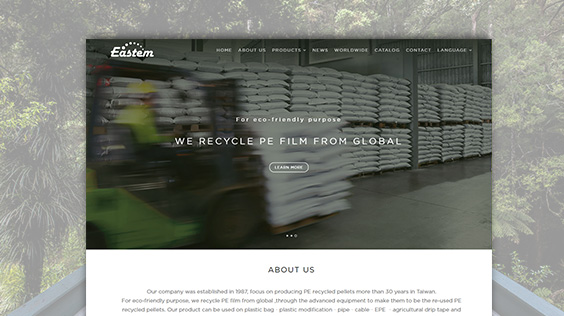 Eastem
HOME ABOUT US PRODUCTS NEWS WORLDWIDE CATALOG CONTACT LANGUAGE
For eco-friendly purpose
WE RECYCLE PE FILM FROM GLOBAL
LEARN MORE
ABOUT US
Our company was established in 1987, focus on producing PE recycled pellets more than 30 years in Taiwan.
For eco-friendly purpose, we recycle PE film from global ,through the advanced equipment to make them to be the re-used PE
recycled pellets. Our product can be used on plastic bag · plastic modification · pipe · cable · EPE · agricultural drip tape and